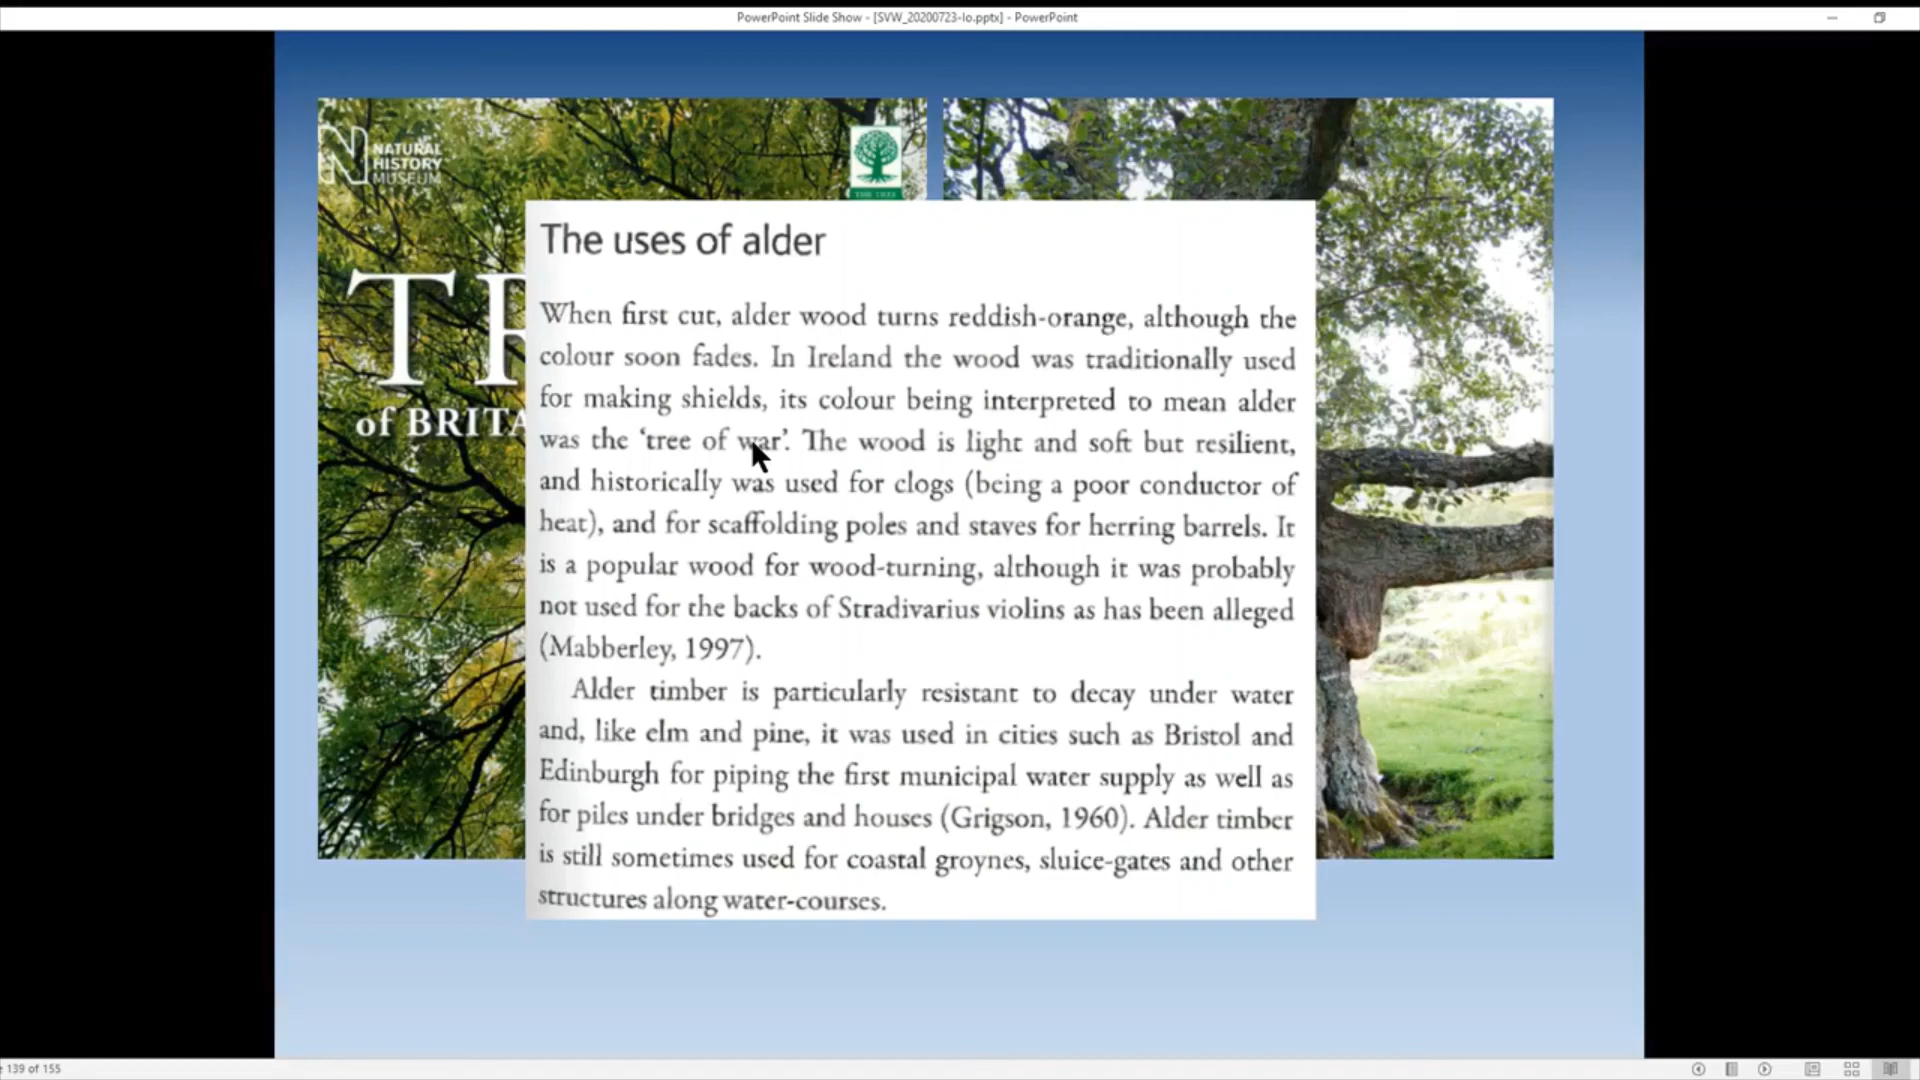 PowerPoint Slide Show - [SVW_20200723-lo.pptx] - PowerPoint
NATURAL
HISTORY
MUSEUM
THE TREE
TR
of BRITA
The uses of alder
When first cut, alder wood turns reddish-orange, although the
colour soon fades. In Ireland the wood was traditionally used
for making shields, its colour being interpreted to mean alder
was the ‘tree of war’. The wood is light and soft but resilient,
and historically was used for clogs (being a poor conductor of
heat), and for scaffolding poles and staves for herring barrels. It
is a popular wood for wood-turning, although it was probably
not used for the backs of Stradivarius violins as has been alleged
(Mabberley, 1997).
Alder timber is particularly resistant to decay under water
and, like elm and pine, it was used in cities such as Bristol and
Edinburgh for piping the first municipal water supply as well as
for piles under bridges and houses (Grigson, 1960). Alder timber
is still sometimes used for coastal groynes, sluice-gates and other
structures along water-courses.
139 of 155